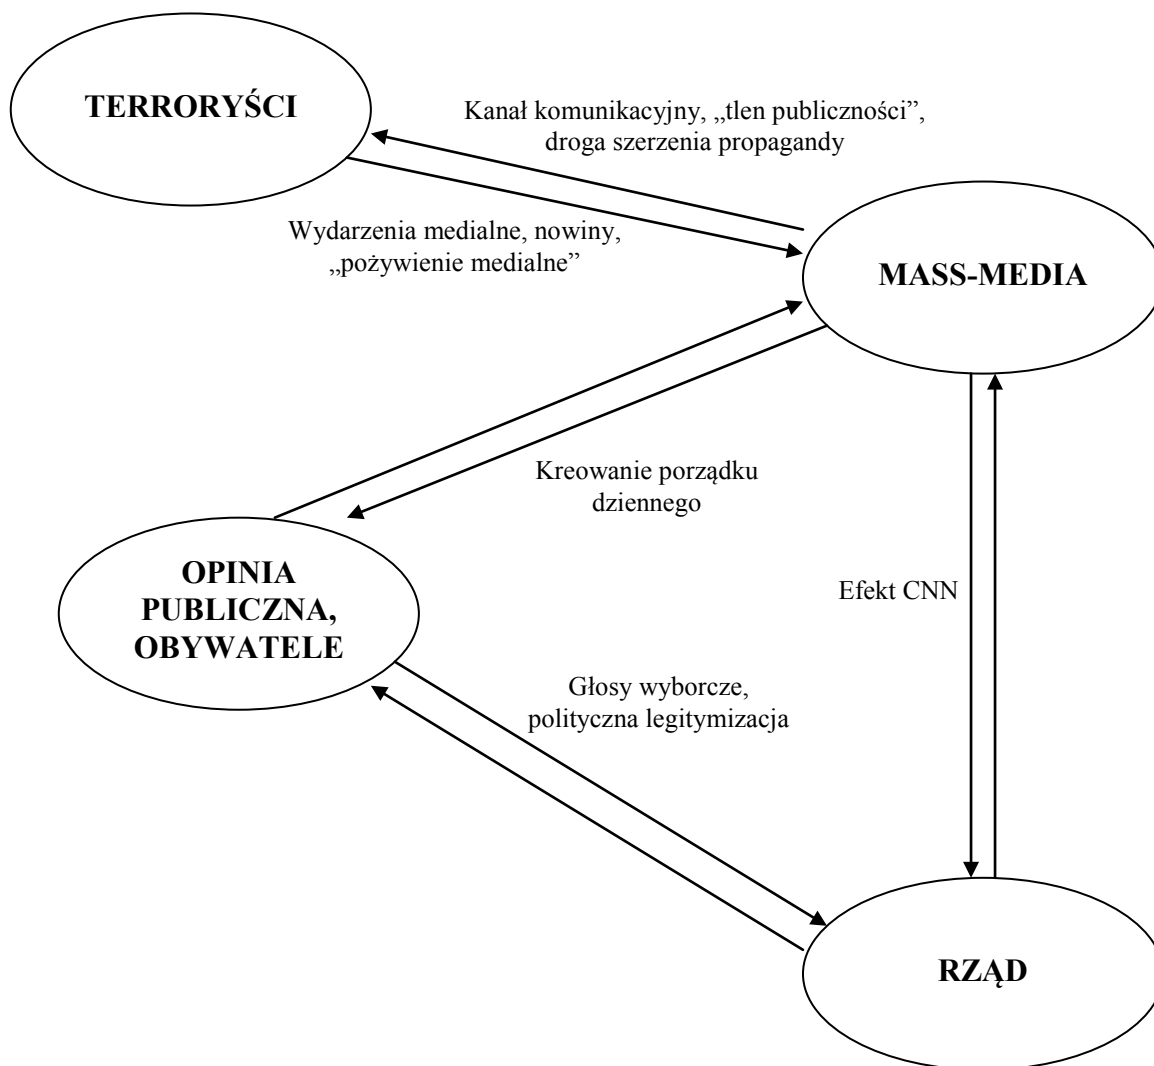 TERRORYŚCI
Kanał komunikacyjny, „tlen publiczności”,
droga szerzenia propagandy
Wydarzenia medialne, nowiny,
„pożywienie medialne”
MASS-MEDIA
Kreowanie porządku
dziennego
OPINIA
PUBLICZNA,
OBYWATELE
Efekt CNN
Głosy wyborcze,
polityczna legitymizacja
RZĄD